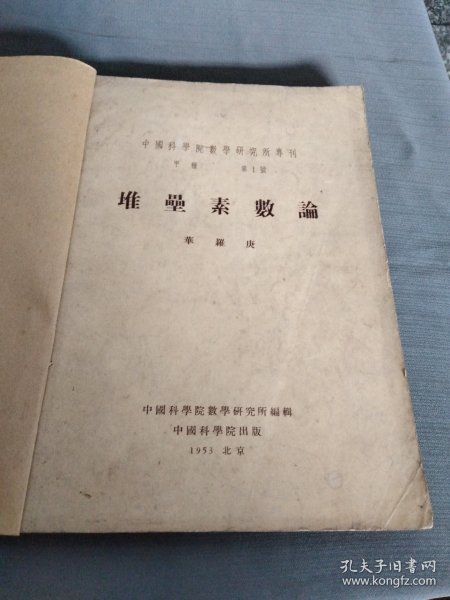 中國科學院數學研究所專刊
甲種 第1號
堆壘素數論
華羅庚
中國科學院數學研究所編輯
中國科學院出版
1953 北京
孔夫子旧书网
www.kongfz.com